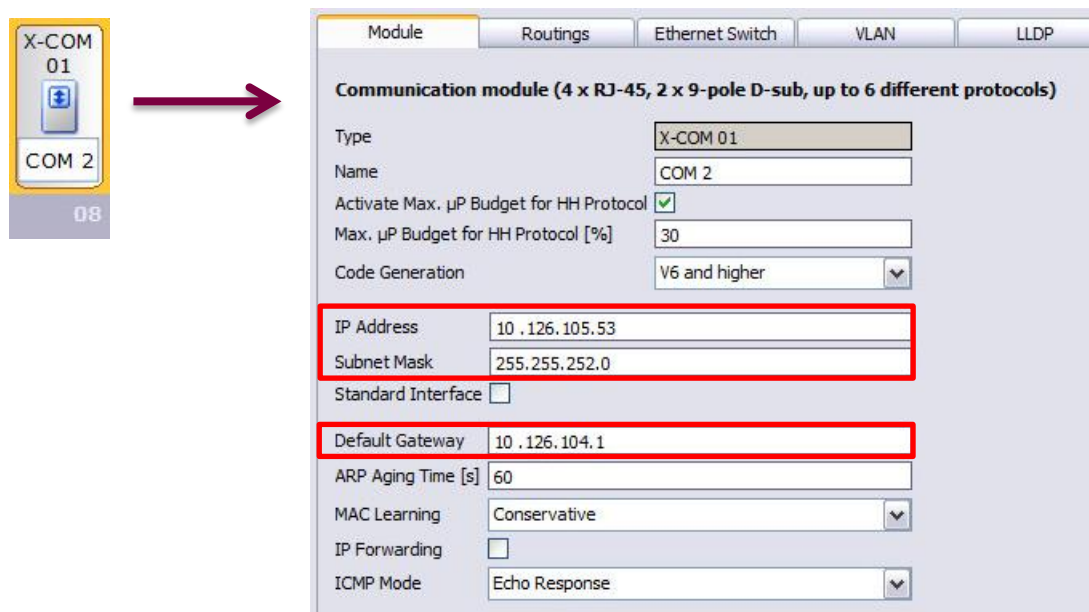 X-COM
01
COM 2
08
Module Routings Ethernet Switch VLAN LLDP
Communication module (4 x RJ-45, 2 x 9-pole D-sub, up to 6 different protocols)
Type X-COM 01
Name COM 2
Activate Max. µP Budget for HH Protocol
Max. µP Budget for HH Protocol [%] 30
Code Generation V6 and higher
IP Address 10 .126.105.53
Subnet Mask 255.255.252.0
Standard Interface
Default Gateway 10 .126.104.1
ARP Aging Time [s] 60
MAC Learning Conservative
IP Forwarding
ICMP Mode Echo Response